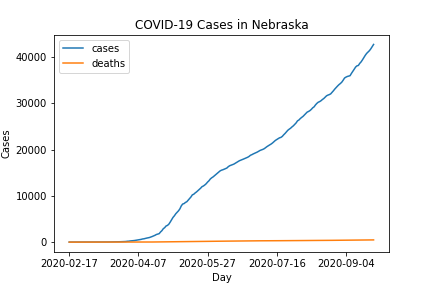 COVID-19 Cases in Nebraska
cases
deaths
40000
30000
20000
10000
0
Cases
2020-02-17 2020-04-07 2020-05-27 2020-07-16 2020-09-04
Day